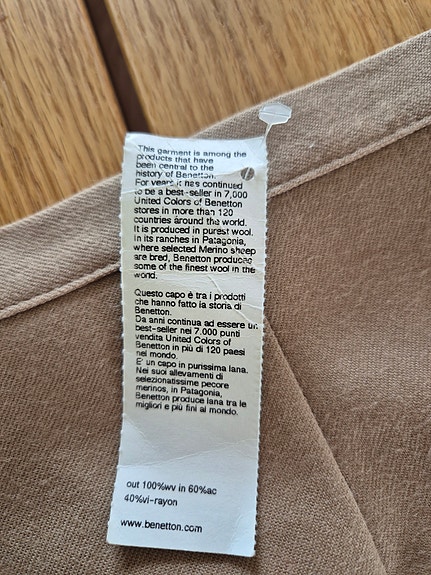 This garment is among the
products that have
been central to the
history of Benetton.
For years it has continued
to be a best-seller in 7,000
United Colors of Benetton
stores in more than 120
countries around the world.
It is produced in purest wool.
In its ranches in Patagonia,
where selected Merino sheep
are bred, Benetton produces
some of the finest wool in the
world.
Questo capo è tra i prodotti
che hanno fatto la storia di
Benetton.
Da anni continua ad essere un
best-seller nei 7.000 punti
vendita United Colors of
Benetton in più di 120 paesi
nel mondo.
E' un capo in purissima lana.
Nei suoi allevamenti di
selezionatissime pecore
merinos, in Patagonia,
Benetton produce lana tra le
migliori e più fini al mondo.
out 100%wv in 60%ac
40%vi-rayon
www.benetton.com